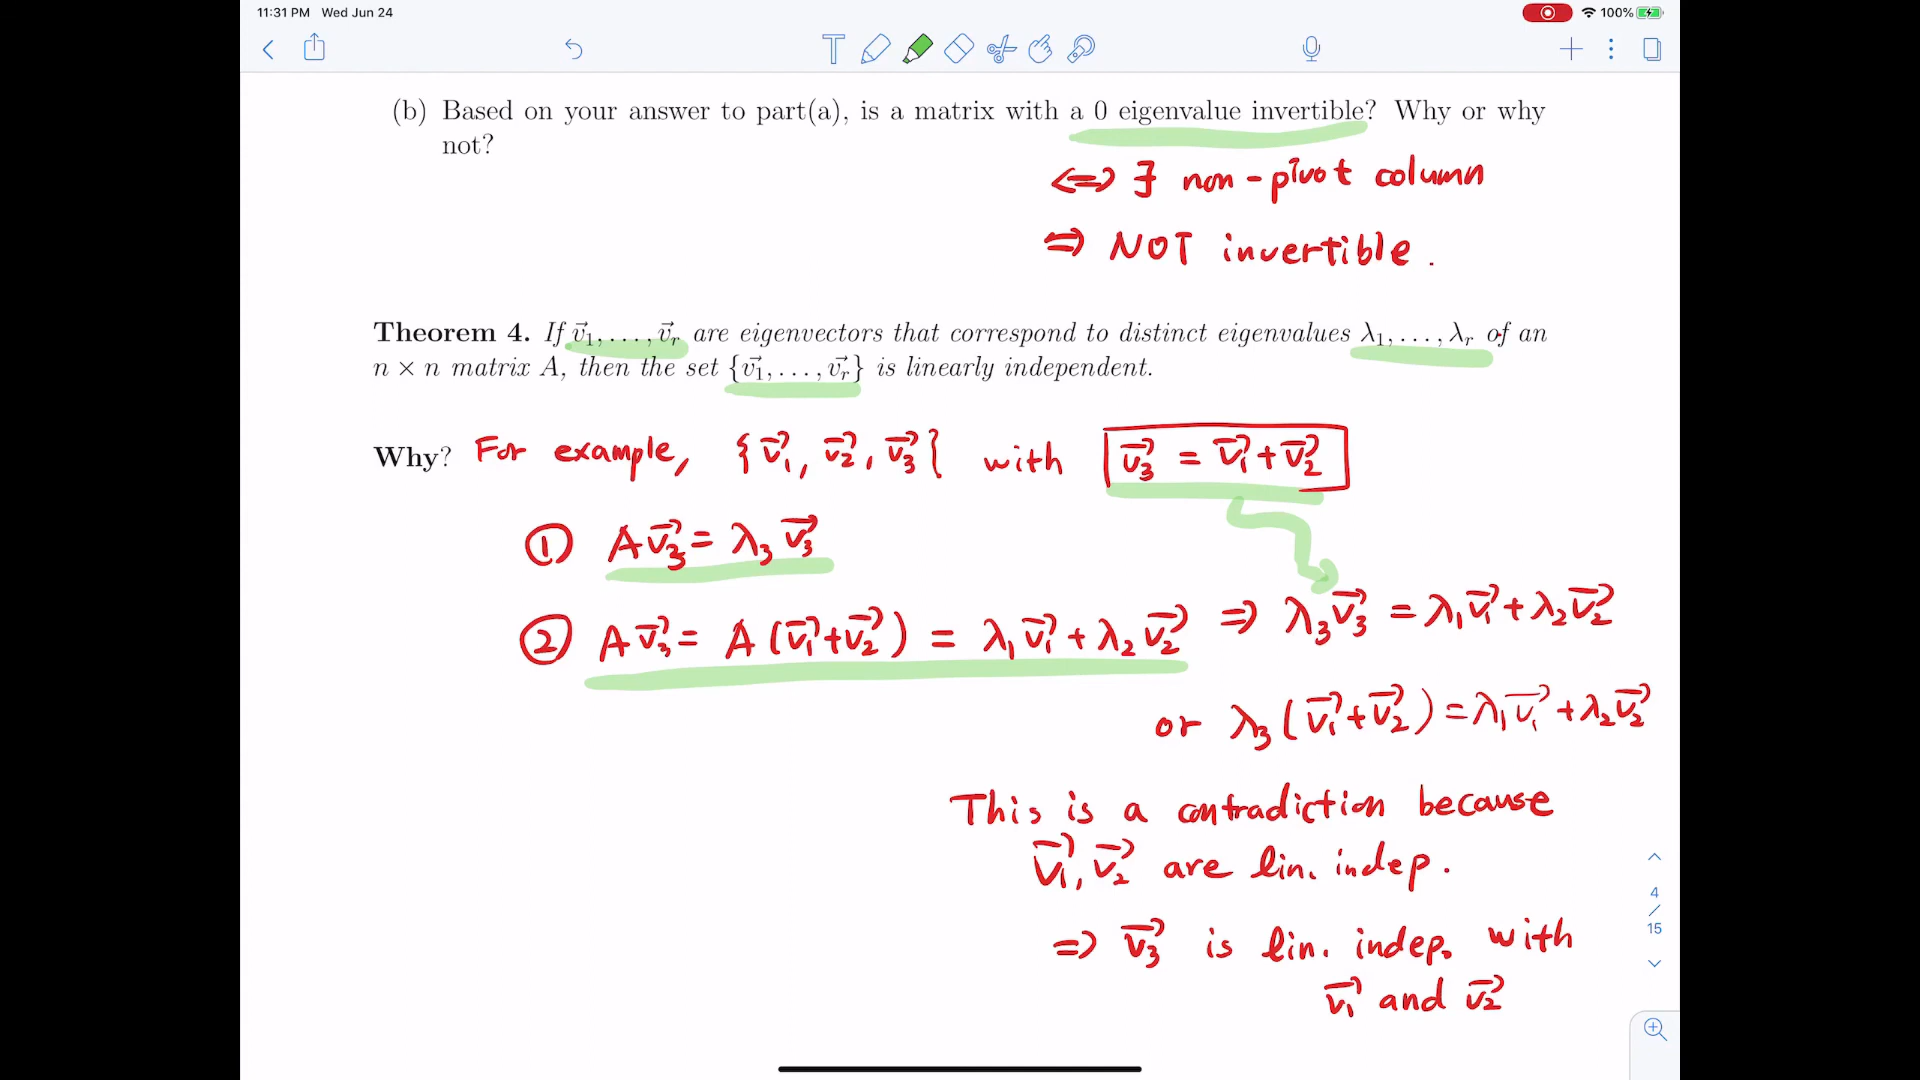 11:31 PM Wed Jun 24
100%
(b) Based on your answer to part(a), is a matrix with a 0 eigenvalue invertible? Why or why
not?
⟺ ∃ non-pivot column
⇒ NOT invertible.
Theorem 4. If v⃗₁, . . . , v⃗ᵣ are eigenvectors that correspond to distinct eigenvalues λ₁, . . . , λᵣ of an
n × n matrix A, then the set {v⃗₁, . . . , v⃗ᵣ} is linearly independent.
Why? For example, {v⃗₁, v⃗₂, v⃗₃} with v⃗₃ = v⃗₁+v⃗₂
① Av⃗₃ = λ₃ v⃗₃
② Av⃗₃ = A(v⃗₁+v⃗₂) = λ₁v⃗₁ + λ₂v⃗₂ ⇒ λ₃v⃗₃ = λ₁v⃗₁ + λ₂v⃗₂
or λ₃(v⃗₁+v⃗₂) = λ₁v⃗₁ + λ₂v⃗₂
This is a contradiction because
v⃗₁, v⃗₂ are lin. indep.
⇒ v⃗₃ is lin. indep. with
v⃗₁ and v⃗₂
4
/
15